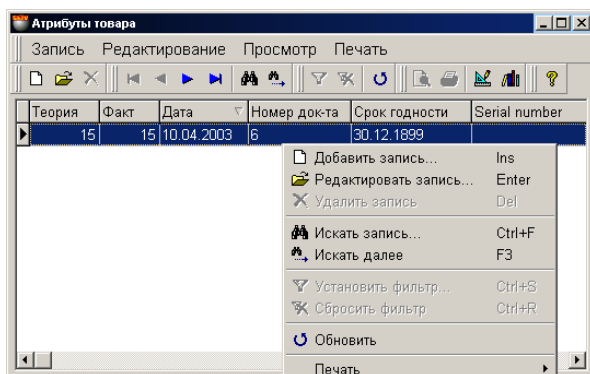 Атрибуты товара
Запись Редактирование Просмотр Печать
Теория Факт Дата Номер док-та Срок годности Serial number
15 15 10.04.2003 6 30.12.1899
Добавить запись... Ins
Редактировать запись... Enter
Удалить запись Del
Искать запись... Ctrl+F
Искать далее F3
Установить фильтр... Ctrl+S
Сбросить фильтр Ctrl+R
Обновить
Печать